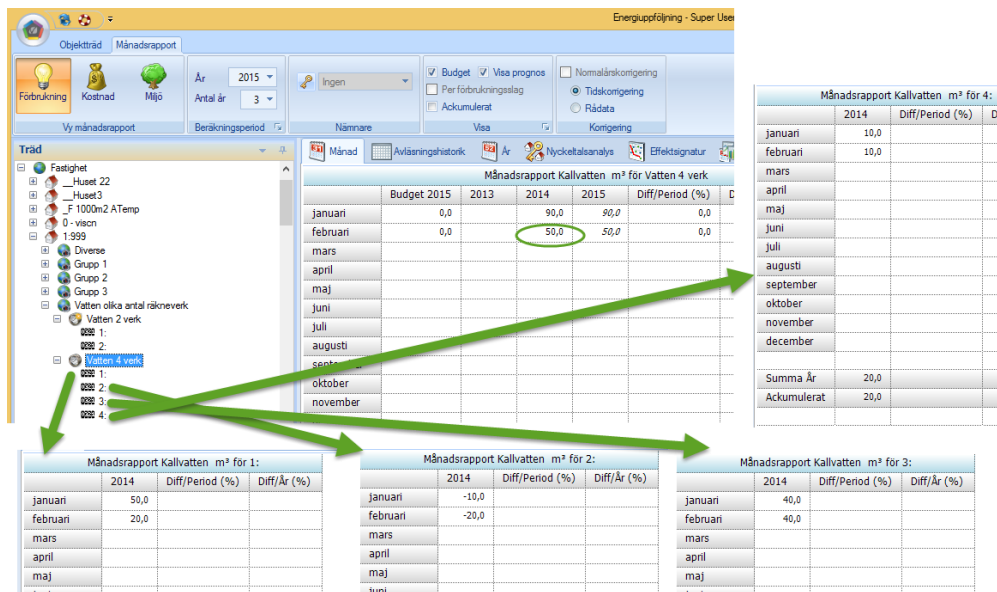 Energiuppföljning - Super User
Objektträd Månadsrapport
Förbrukning Kostnad Miljö
Vy månadsrapport
År 2015
Antal år 3
Beräkningsperiod
Ingen
Nämnare
Budget Visa prognos
Per förbrukningsslag
Ackumulerat
Visa
Normalårskorrigering
Tidskorrigering
Rådata
Korrigering
Träd
Fastighet
__Huset 22
__Huset3
_F 1000m2 ATemp
0 - viscn
1:999
Diverse
Grupp 1
Grupp 2
Grupp 3
Vatten olika antal räkneverk
Vatten 2 verk
1:
2:
Vatten 4 verk
1:
2:
3:
4:
Månad Avläsningshistorik År Nyckeltalsanalys Effektsignatur
Månadsrapport Kallvatten m³ för Vatten 4 verk
Budget 2015 2013 2014 2015 Diff/Period (%) D
januari 0,0 90,0 90,0 0,0
februari 0,0 50,0 50,0 0,0
mars
april
maj
juni
juli
augusti
september
oktober
november
Månadsrapport Kallvatten m³ för 4:
2014 Diff/Period (%) D
januari 10,0
februari 10,0
mars
april
maj
juni
juli
augusti
september
oktober
november
december
Summa År 20,0
Ackumulerat 20,0
Månadsrapport Kallvatten m³ för 1:
2014 Diff/Period (%) Diff/År (%)
januari 50,0
februari 20,0
mars
april
maj
Månadsrapport Kallvatten m³ för 2:
2014 Diff/Period (%) Diff/År (%)
januari -10,0
februari -20,0
mars
april
maj
juni
Månadsrapport Kallvatten m³ för 3:
2014 Diff/Period (%) Diff/År (%)
januari 40,0
februari 40,0
mars
april
maj